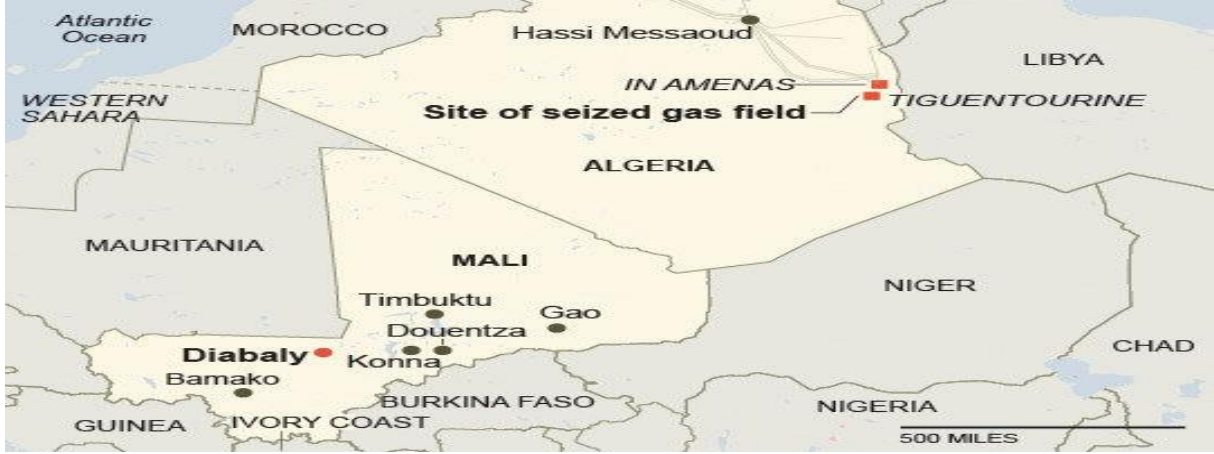 Atlantic
Ocean
MOROCCO
Hassi Messaoud
LIBYA
IN AMENAS
WESTERN
SAHARA
Site of seized gas field
TIGUENTOURINE
ALGERIA
MAURITANIA
MALI
NIGER
Timbuktu
Gao
Douentza
CHAD
Diabaly
Konna
Bamako
BURKINA FASO
NIGERIA
GUINEA
IVORY COAST
500 MILES